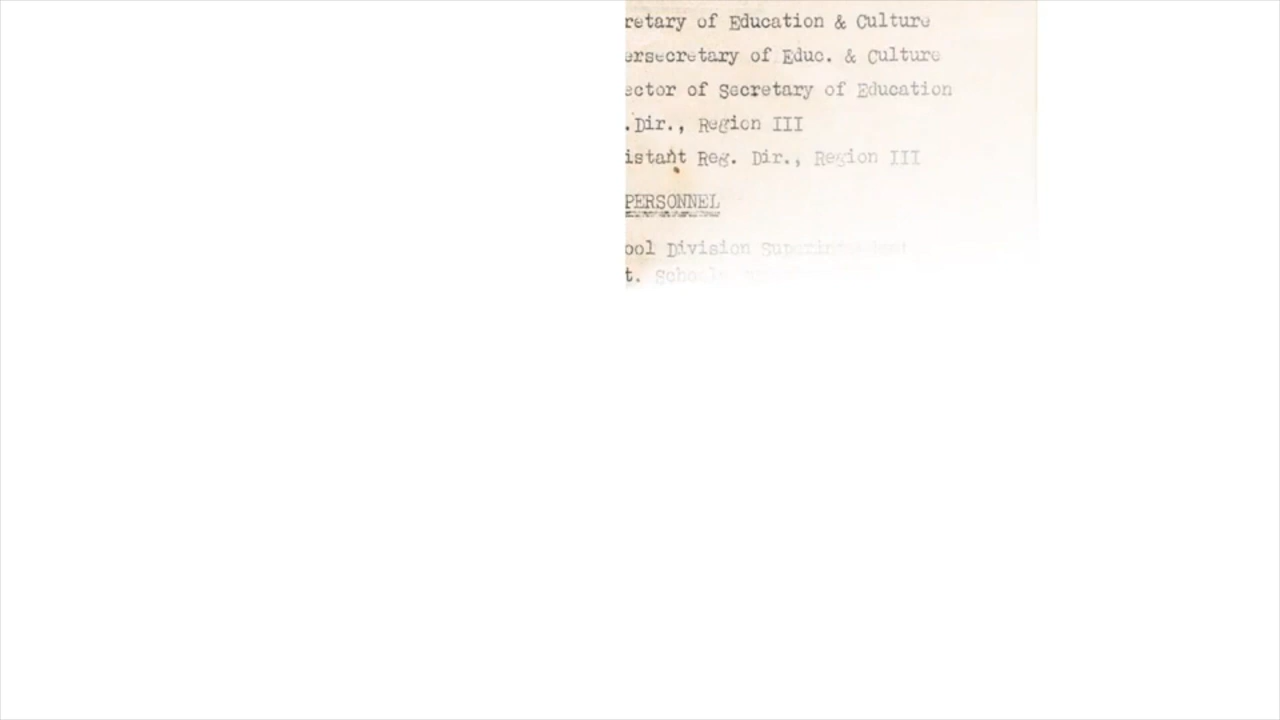 retary of Education & Culture
ersecretary of Educ. & Culture
ector of Secretary of Education
.Dir., Region III
istant Reg. Dir., Region III
PERSONNEL
ool Division
t.